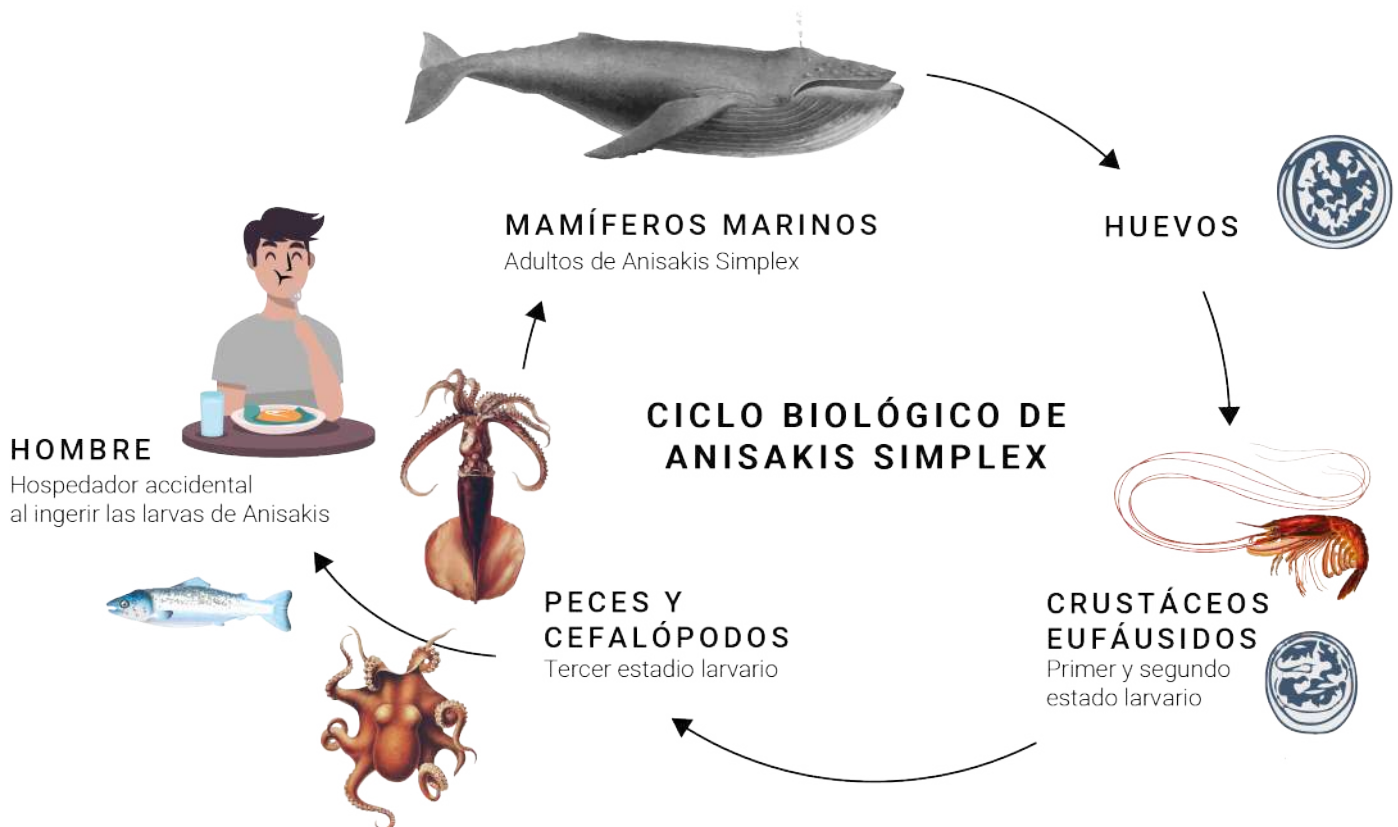 MAMÍFEROS MARINOS
Adultos de Anisakis Simplex
HUEVOS
CICLO BIOLÓGICO DE
ANISAKIS SIMPLEX
HOMBRE
Hospedador accidental
al ingerir las larvas de Anisakis
PECES Y
CEFALÓPODOS
Tercer estadio larvario
CRUSTÁCEOS
EUFÁUSIDOS
Primer y segundo
estado larvario